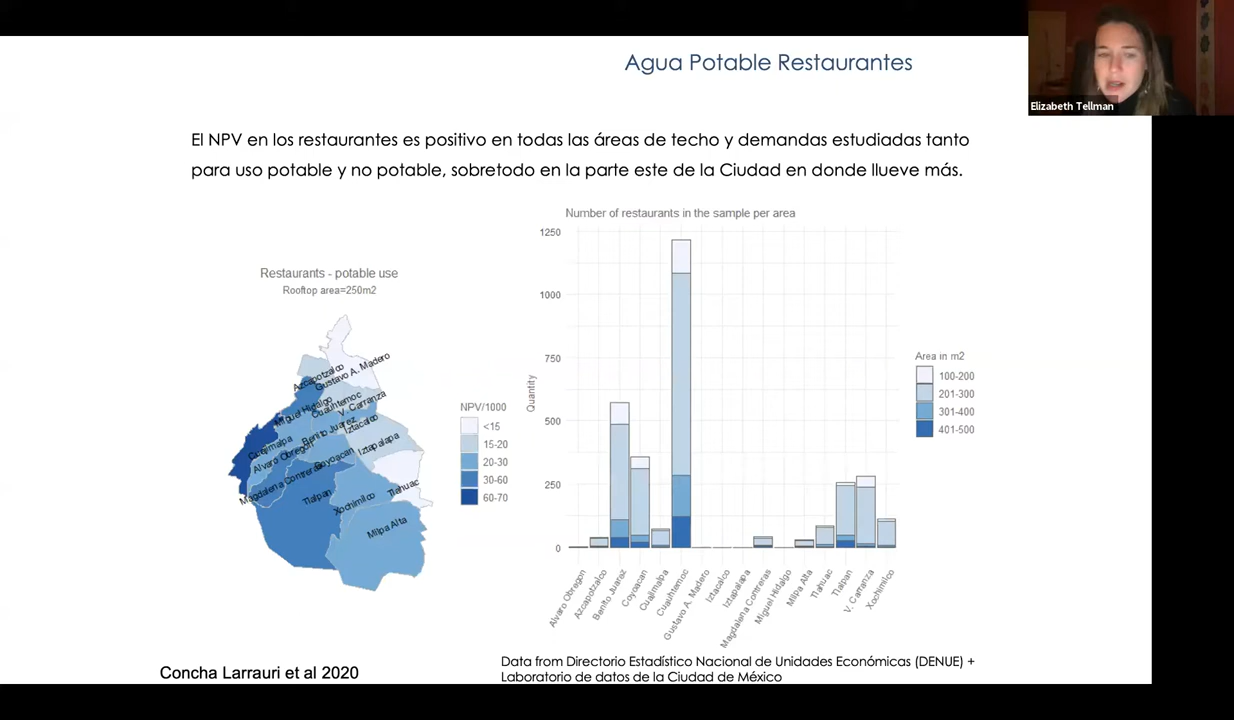 Agua Potable Restaurantes
Elizabeth Tellman
El NPV en los restaurantes es positivo en todas las áreas de techo y demandas estudiadas tanto
para uso potable y no potable, sobretodo en la parte este de la Ciudad en donde llueve más.
Restaurants - potable use
Rooftop area=250m2
Azcapotzalco
Gustavo A. Madero
Miguel Hidalgo
Cuauhtemoc
V. Carranza
Cuajimalpa
Benito Juarez
Iztacalco
Alvaro Obregon
Coyoacan
Iztapalapa
Magdalena Contreras
Tlalpan
Xochimilco
Tlahuac
Milpa Alta
NPV/1000
<15
15-20
20-30
30-60
60-70
Number of restaurants in the sample per area
Quantity
1250
1000
750
500
250
0
Alvaro Obregon
Azcapotzalco
Benito Juarez
Coyoacan
Cuajimalpa
Cuauhtemoc
Gustavo A. Madero
Iztacalco
Iztapalapa
Magdalena Contreras
Miguel Hidalgo
Milpa Alta
Tlahuac
Tlalpan
V. Carranza
Xochimilco
Area in m2
100-200
201-300
301-400
401-500
Concha Larrauri et al 2020
Data from Directorio Estadístico Nacional de Unidades Económicas (DENUE) +
Laboratorio de datos de la Ciudad de México